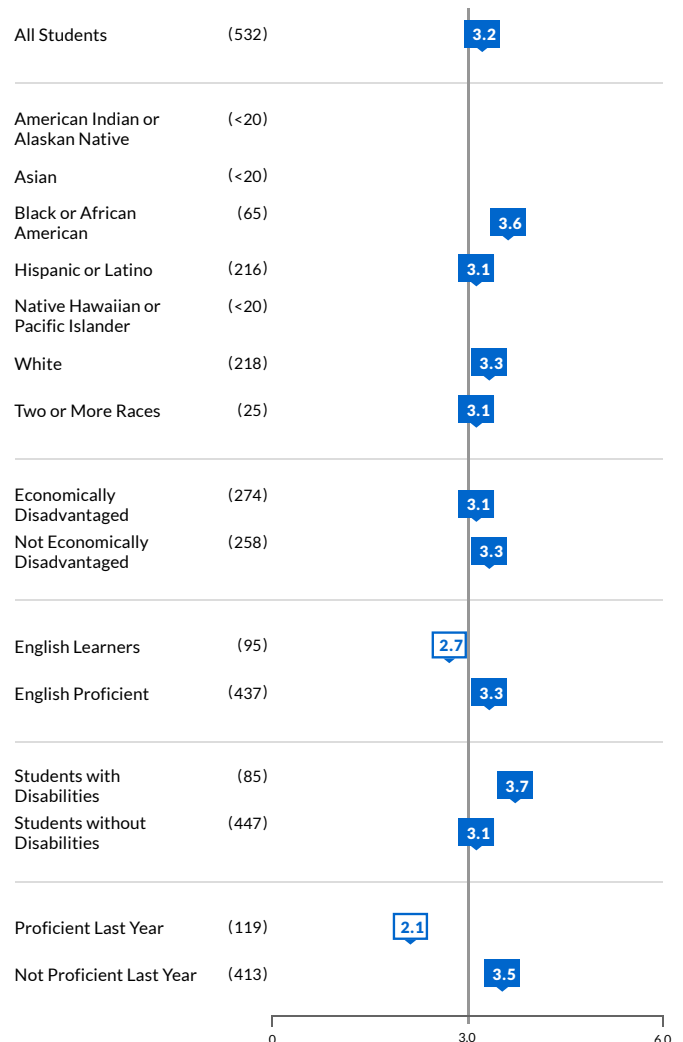 All Students (532) 3.2
American Indian or (<20)
Alaskan Native
Asian (<20)
Black or African (65) 3.6
American
Hispanic or Latino (216) 3.1
Native Hawaiian or (<20)
Pacific Islander
White (218) 3.3
Two or More Races (25) 3.1
Economically (274) 3.1
Disadvantaged
Not Economically (258) 3.3
Disadvantaged
English Learners (95) 2.7
English Proficient (437) 3.3
Students with (85) 3.7
Disabilities
Students without (447) 3.1
Disabilities
Proficient Last Year (119) 2.1
Not Proficient Last Year (413) 3.5
0 3.0 6.0